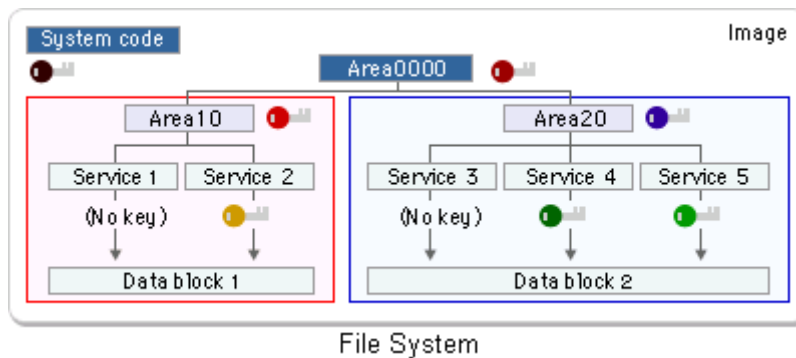 System code
Image
Area0000
Area10
Area20
Service 1
Service 2
Service 3
Service 4
Service 5
(No key)
(No key)
Data block 1
Data block 2
File System